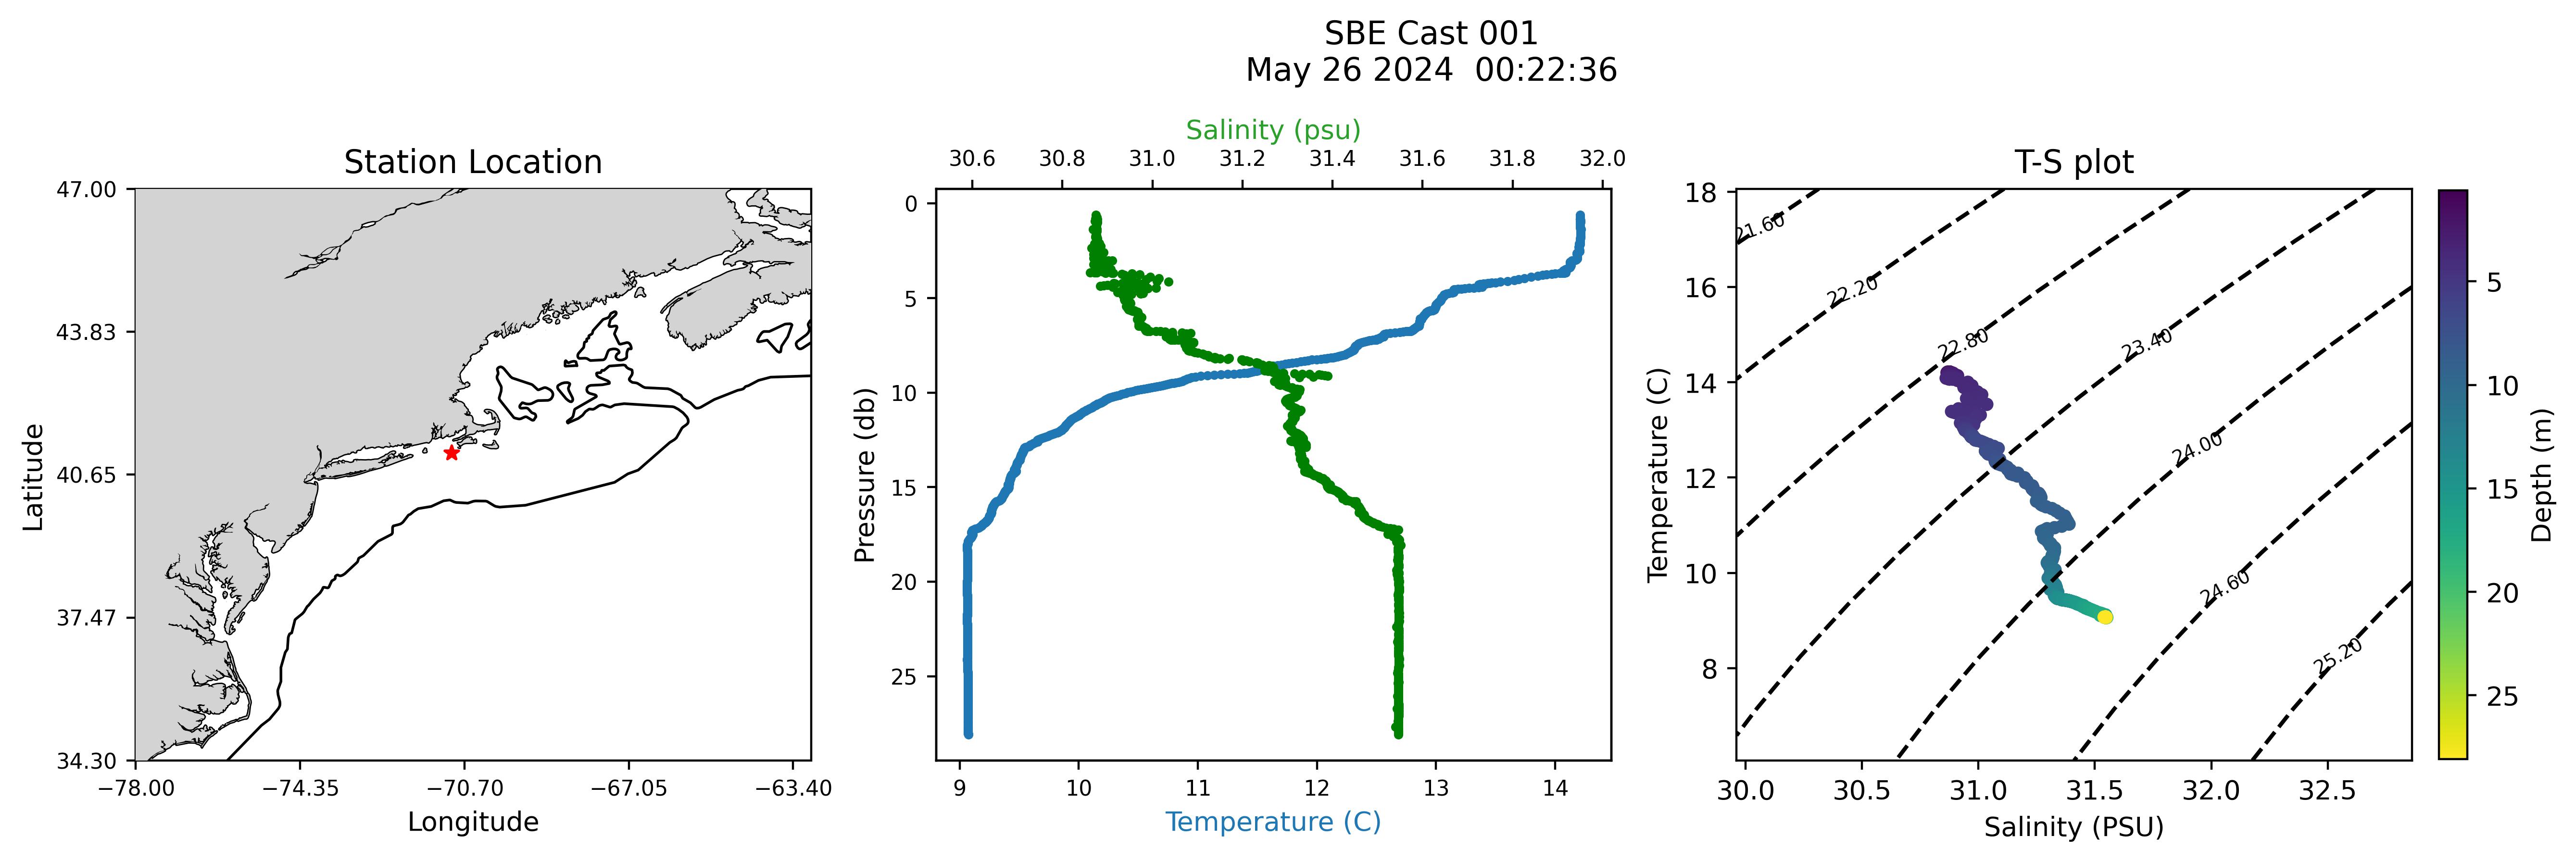 SBE Cast 001
May 26 2024  00:22:36
Station Location
47.00
43.83
40.65
37.47
34.30
Latitude
−78.00 −74.35 −70.70 −67.05 −63.40
Longitude
Salinity (psu)
30.6 30.8 31.0 31.2 31.4 31.6 31.8 32.0
0
5
10
15
20
25
Pressure (db)
9 10 11 12 13 14
Temperature (C)
T-S plot
18
16
14
12
10
8
Temperature (C)
21.60
22.20
22.80
23.40
24.00
24.60
25.20
30.0 30.5 31.0 31.5 32.0 32.5
Salinity (PSU)
5
10
15
20
25
Depth (m)